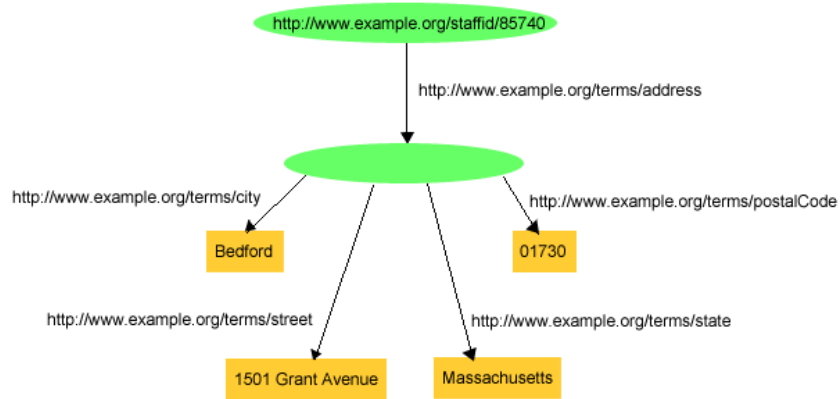 http://www.example.org/staffid/85740
http://www.example.org/terms/address
http://www.example.org/terms/city
http://www.example.org/terms/postalCode
Bedford
01730
http://www.example.org/terms/street
http://www.example.org/terms/state
1501 Grant Avenue
Massachusetts